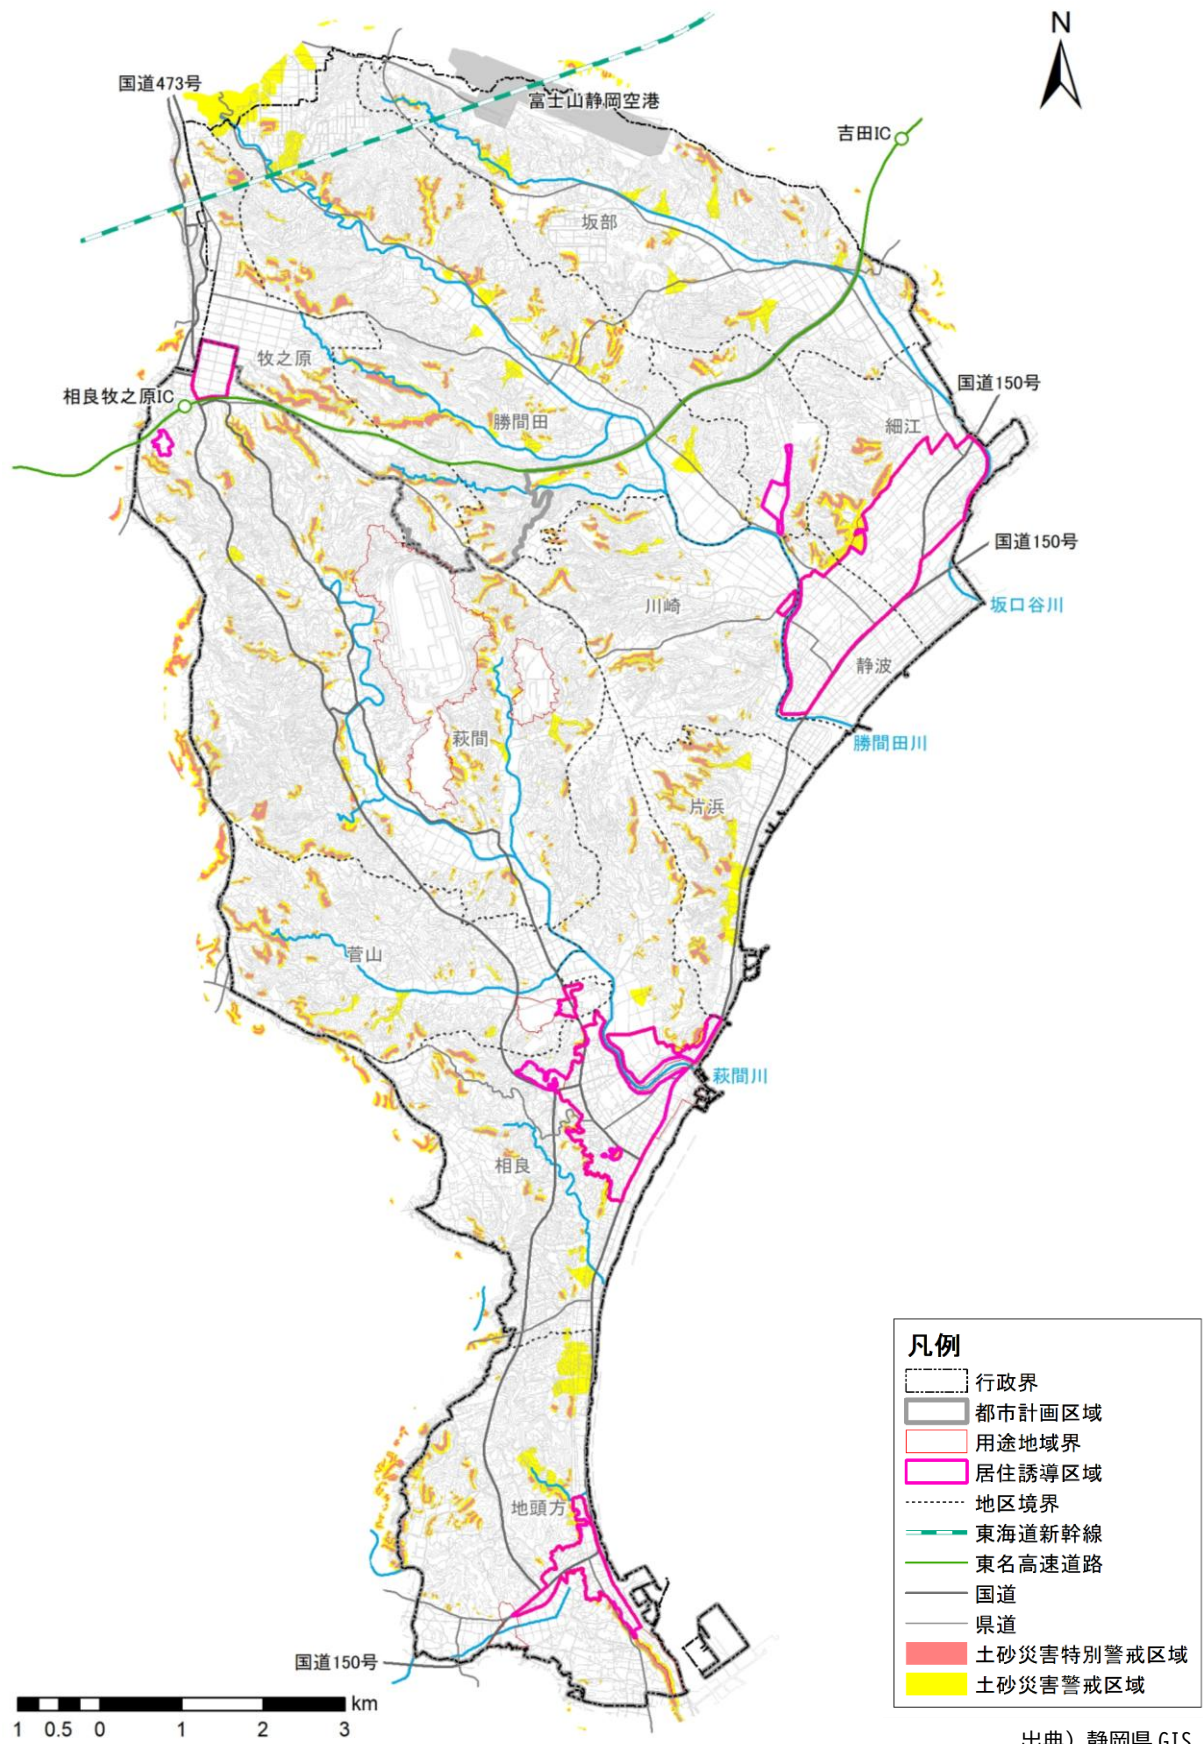 N
国道473号
富士山静岡空港
吉田IC
坂部
牧之原
国道150号
相良牧之原IC
勝間田
細江
国道150号
川崎
坂口谷川
静波
萩間
勝間田川
片浜
菅山
萩間川
相良
地頭方
国道150号
凡例
行政界
都市計画区域
用途地域界
居住誘導区域
地区境界
東海道新幹線
東名高速道路
国道
県道
土砂災害特別警戒区域
土砂災害警戒区域
km
1 0.5 0 1 2 3
出典）静岡県 GIS